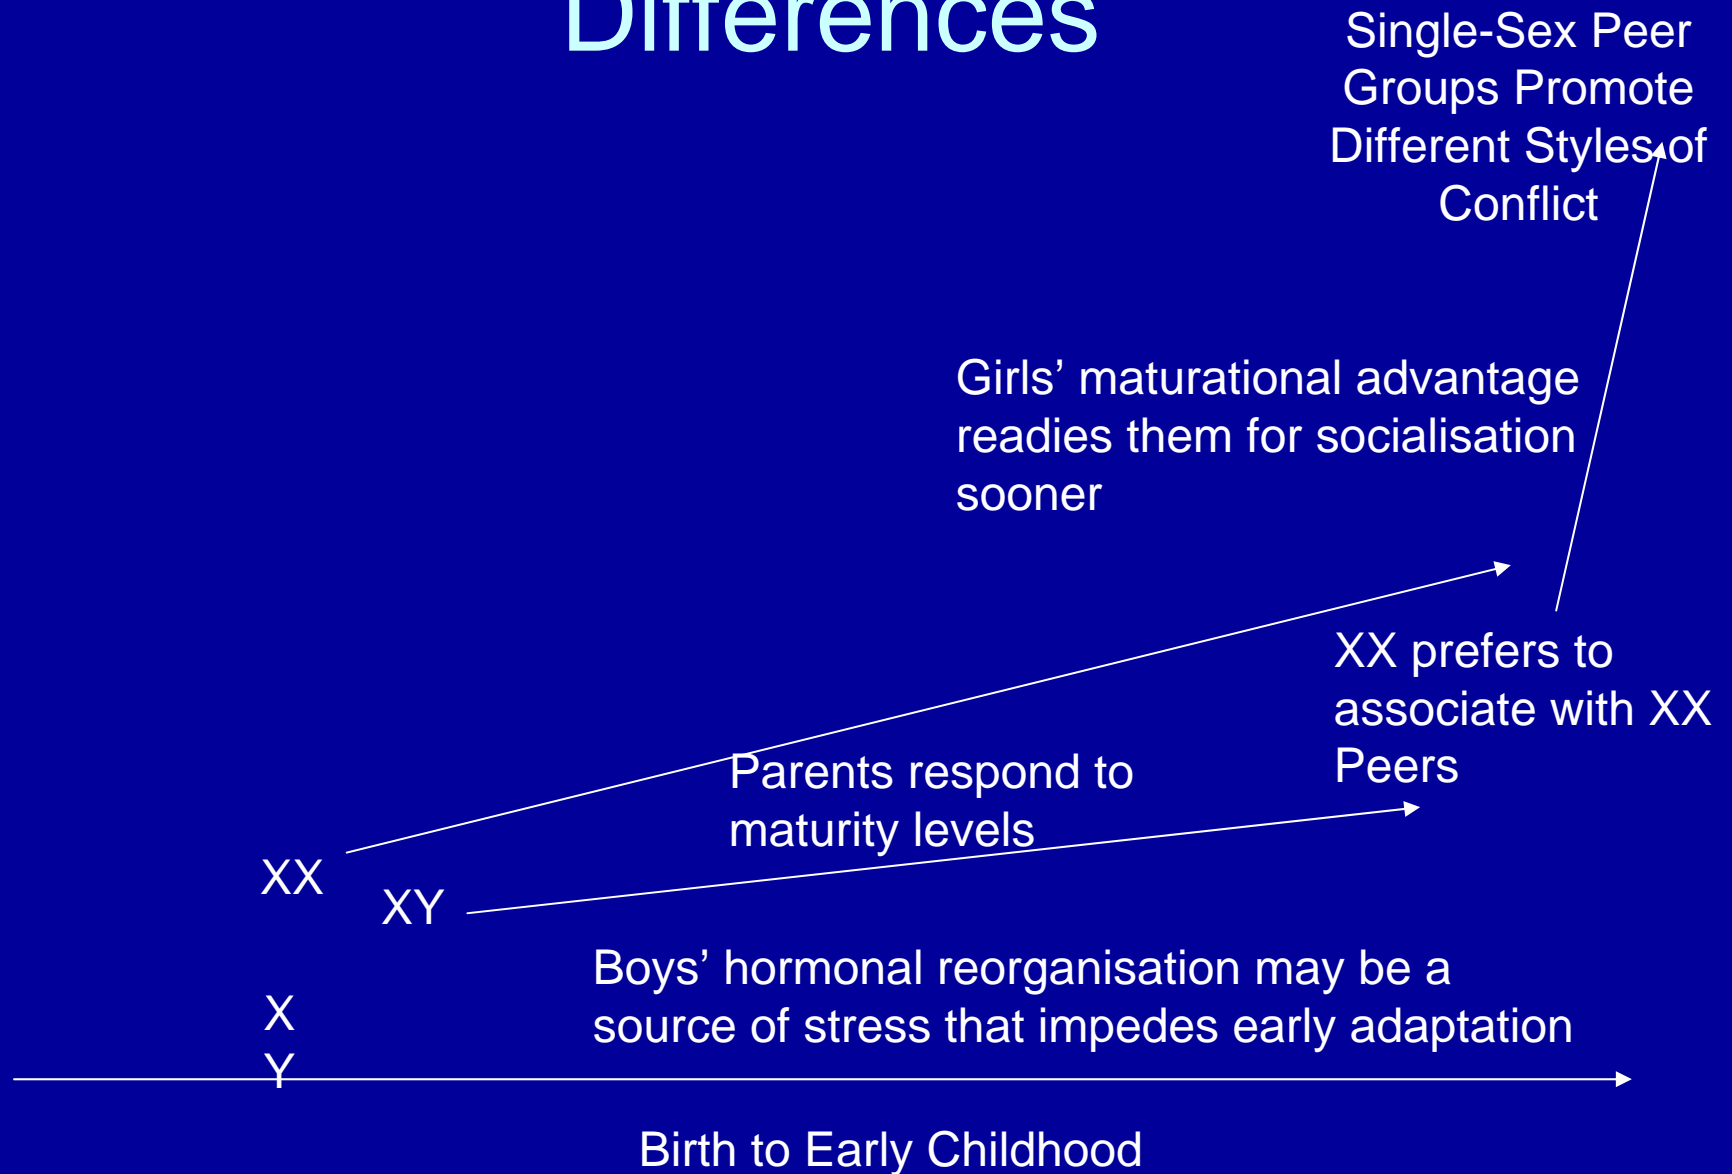 Differences
Single-Sex Peer
Groups Promote
Different Styles of
Conflict
Girls’ maturational advantage
readies them for socialisation
sooner
XX prefers to
associate with XX
Peers
Parents respond to
maturity levels
XX
XY
Boys’ hormonal reorganisation may be a
source of stress that impedes early adaptation
X
Y
Birth to Early Childhood